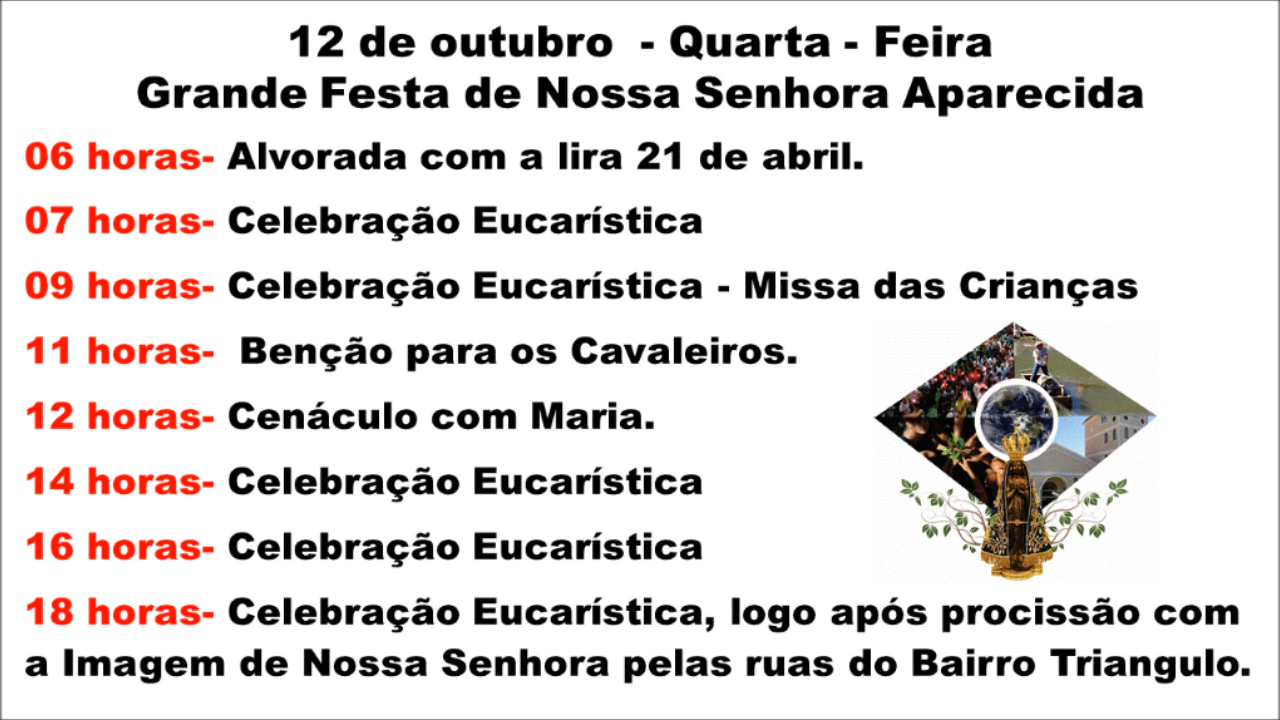 12 de outubro - Quarta - Feira
Grande Festa de Nossa Senhora Aparecida
06 horas- Alvorada com a lira 21 de abril.
07 horas- Celebração Eucarística
09 horas- Celebração Eucarística - Missa das Crianças
11 horas- Benção para os Cavaleiros.
12 horas- Cenáculo com Maria.
14 horas- Celebração Eucarística
16 horas- Celebração Eucarística
18 horas- Celebração Eucarística, logo após procissão com
a Imagem de Nossa Senhora pelas ruas do Bairro Triangulo.